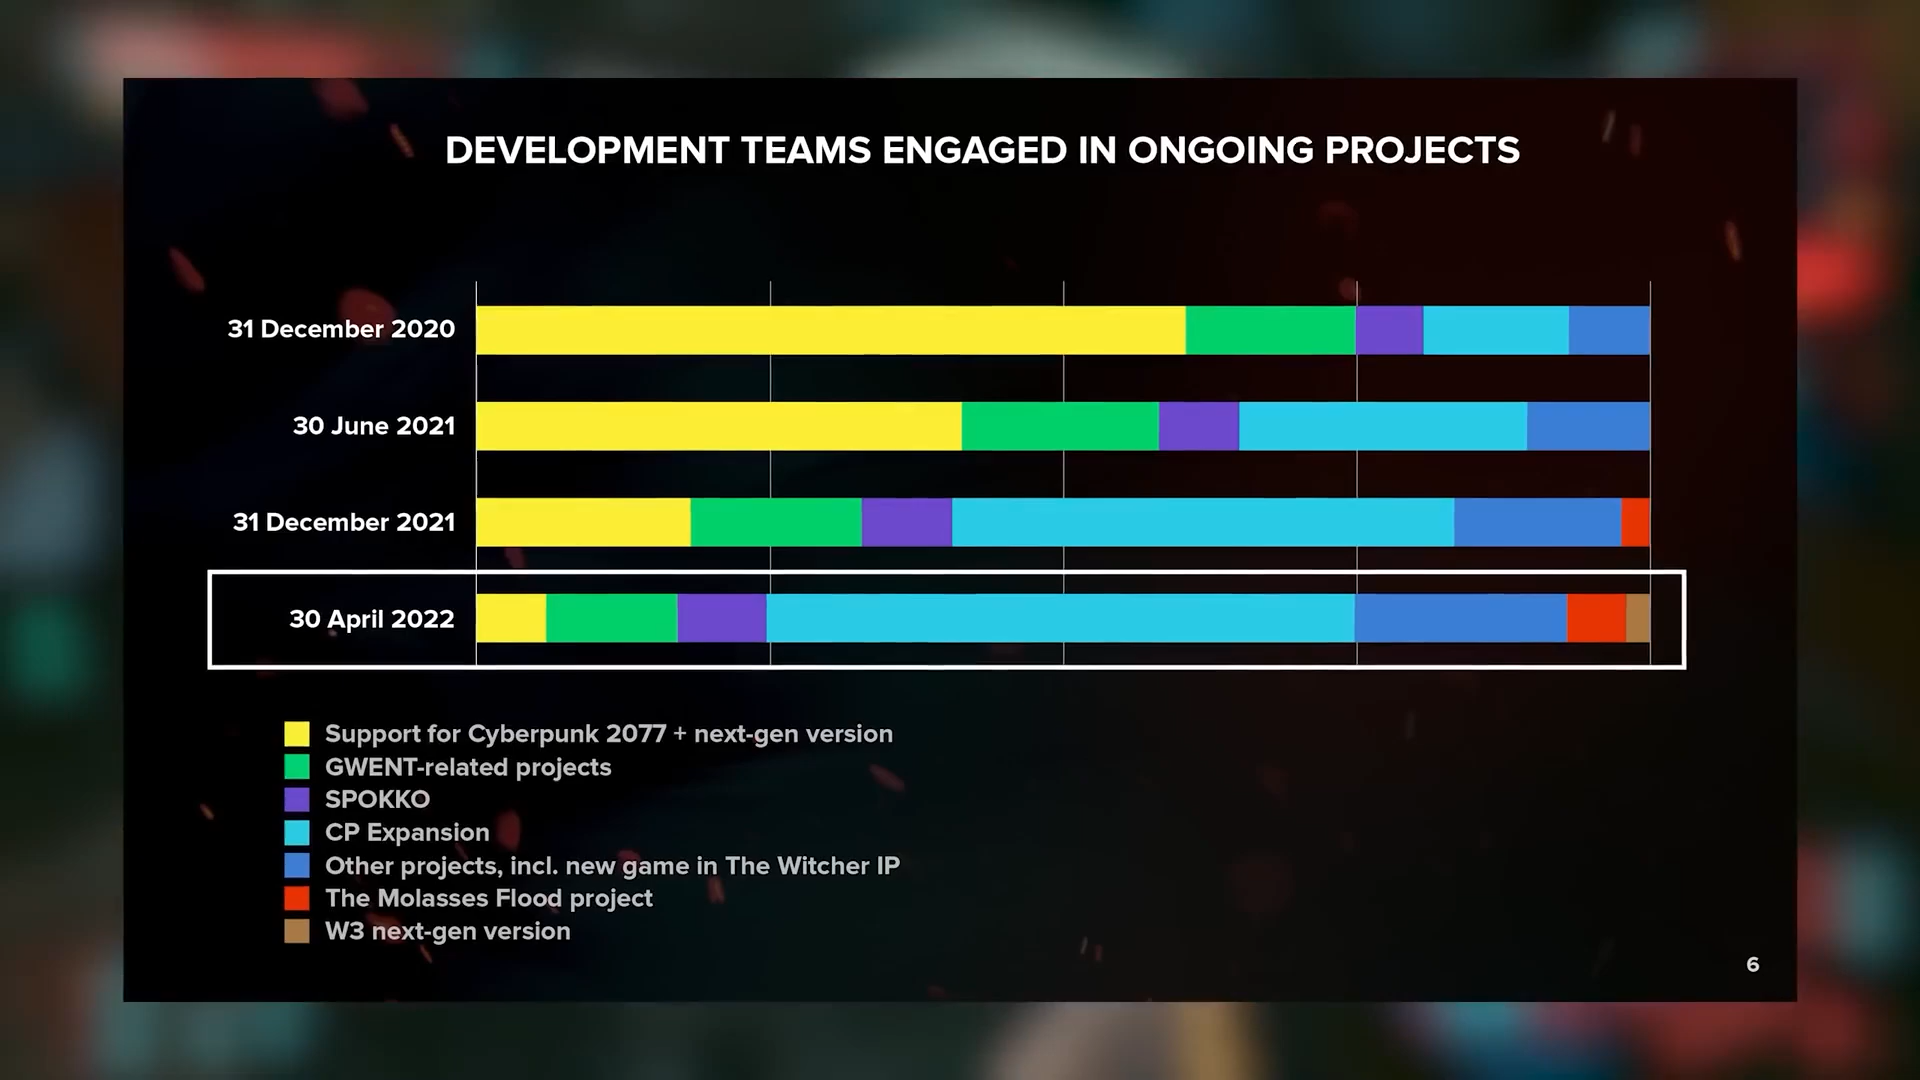 DEVELOPMENT TEAMS ENGAGED IN ONGOING PROJECTS
31 December 2020
30 June 2021
31 December 2021
30 April 2022
Support for Cyberpunk 2077 + next-gen version
GWENT-related projects
SPOKKO
CP Expansion
Other projects, incl. new game in The Witcher IP
The Molasses Flood project
W3 next-gen version
6